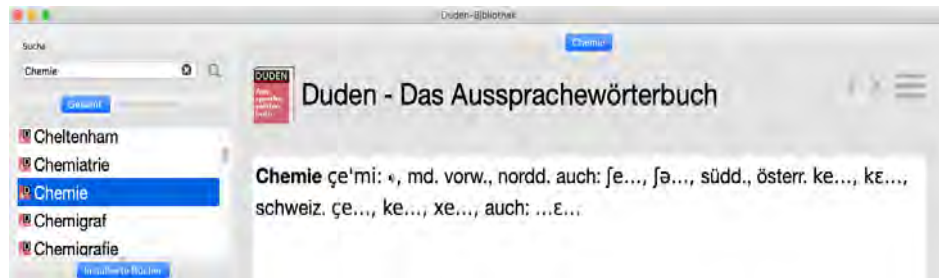 Duden-Bibliothek
Suche
Chemie
Chemie
Gesamt
DUDEN
Duden - Das Aussprachewörterbuch
Cheltenham
Chemiatrie
Chemie
Chemigraf
Chemigrafie
Installierte Bücher
Chemie çeˈmiː, md. vorw., nordd. auch: ʃe…, ʃə…, südd., österr. ke…, kɛ…,
schweiz. çe…, ke…, xe…, auch: …ɛ…